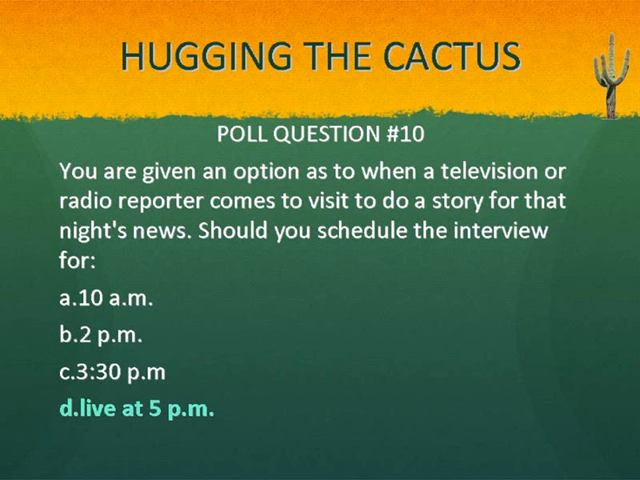 HUGGING THE CACTUS
POLL QUESTION #10
You are given an option as to when a television or
radio reporter comes to visit to do a story for that
night's news. Should you schedule the interview
for:
a.10 a.m.
b.2 p.m.
c.3:30 p.m
d.live at 5 p.m.